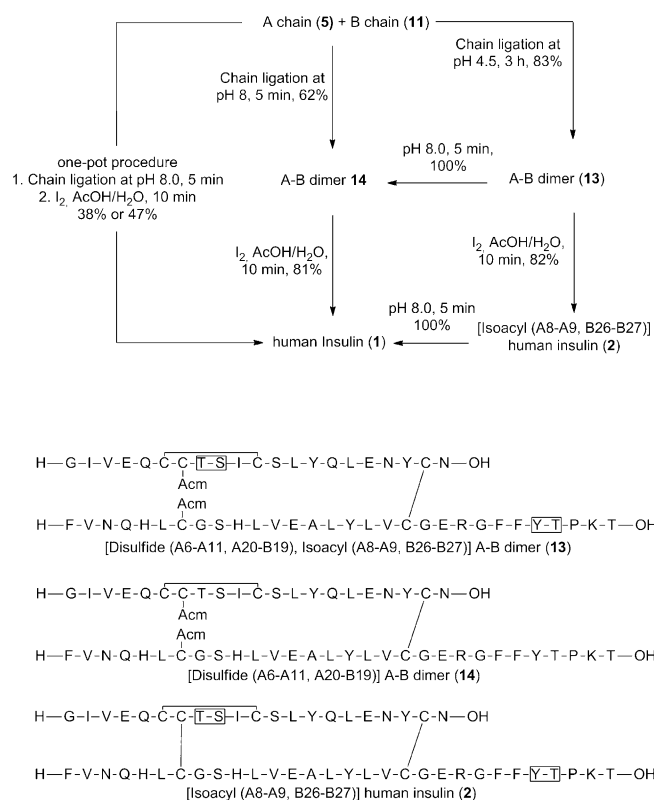 A chain (5) + B chain (11)
Chain ligation at
pH 4.5, 3 h, 83%
Chain ligation at
pH 8, 5 min, 62%
one-pot procedure
1. Chain ligation at pH 8.0, 5 min
2. I2, AcOH/H2O, 10 min
38% or 47%
A-B dimer 14
pH 8.0, 5 min,
100%
A-B dimer (13)
I2, AcOH/H2O,
10 min, 81%
I2, AcOH/H2O,
10 min, 82%
human Insulin (1)
pH 8.0, 5 min
100%
[Isoacyl (A8-A9, B26-B27)]
human insulin (2)
H—G-I-V-E-Q-C-C-T-S-I-C-S-L-Y-Q-L-E-N-Y-C-N—OH
Acm
Acm
H—F-V-N-Q-H-L-C-G-S-H-L-V-E-A-L-Y-L-V-C-G-E-R-G-F-F-Y-T-P-K-T—OH
[Disulfide (A6-A11, A20-B19), Isoacyl (A8-A9, B26-B27)] A-B dimer (13)
H—G-I-V-E-Q-C-C-T-S-I-C-S-L-Y-Q-L-E-N-Y-C-N—OH
Acm
Acm
H—F-V-N-Q-H-L-C-G-S-H-L-V-E-A-L-Y-L-V-C-G-E-R-G-F-F-Y-T-P-K-T—OH
[Disulfide (A6-A11, A20-B19)] A-B dimer (14)
H—G-I-V-E-Q-C-C-T-S-I-C-S-L-Y-Q-L-E-N-Y-C-N—OH
H—F-V-N-Q-H-L-C-G-S-H-L-V-E-A-L-Y-L-V-C-G-E-R-G-F-F-Y-T-P-K-T—OH
[Isoacyl (A8-A9, B26-B27)] human insulin (2)